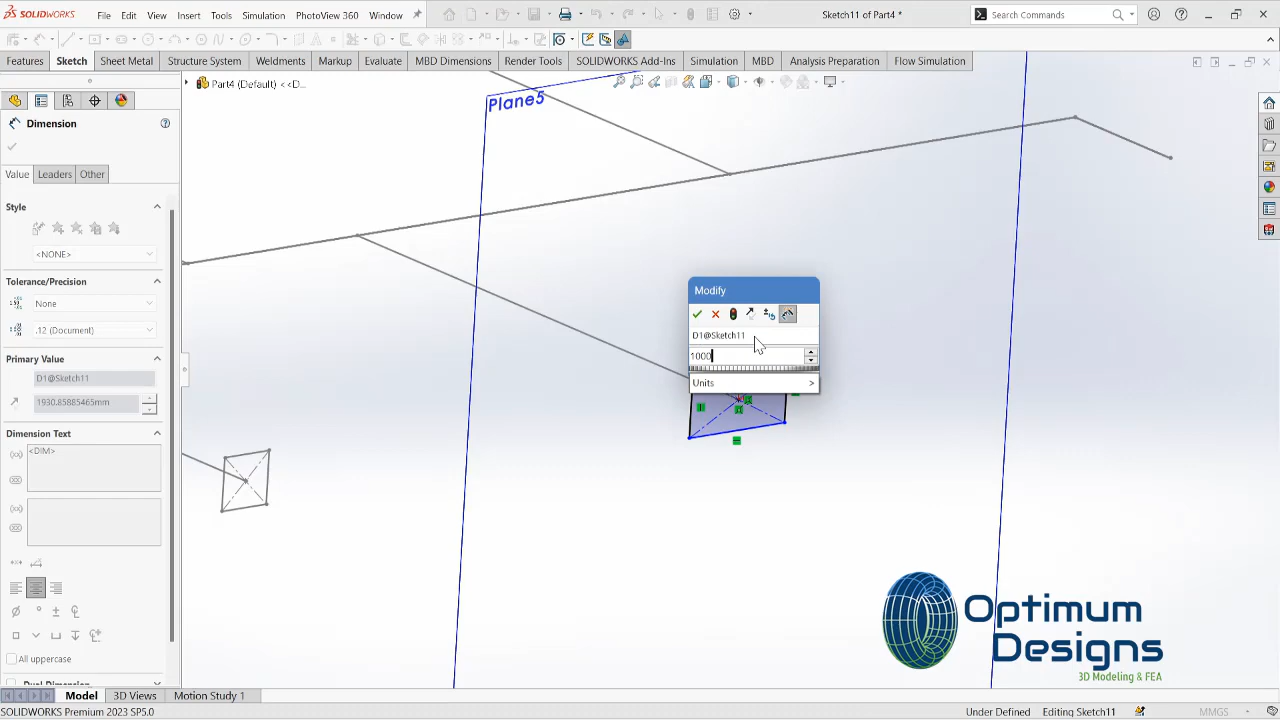 SOLIDWORKS File Edit View Insert Tools Simulation PhotoView 360 Window Sketch11 of Part4 * Search Commands
Features Sketch Sheet Metal Structure System Weldments Markup Evaluate MBD Dimensions Render Tools SOLIDWORKS Add-Ins Simulation MBD Analysis Preparation Flow Simulation
Part4 (Default) <<D...
Plane5
Dimension
Value Leaders Other
Style
<NONE>
Tolerance/Precision
None
.12 (Document)
Primary Value
D1@Sketch11
1930.85885465mm
Dimension Text
<DIM>
All uppercase
Dual Dimension
Modify
D1@Sketch11
1000
Units >
Optimum
Designs
3D Modeling & FEA
Model 3D Views Motion Study 1
SOLIDWORKS Premium 2023 SP5.0 Under Defined Editing Sketch11 MMGS